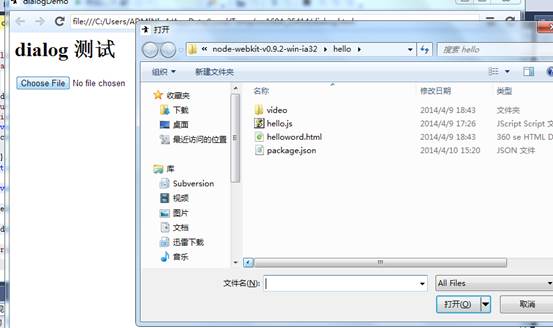 dialogDemo
file:///C:/Users/ADMINI
dialog 测试
Choose File No file chosen
打开
node-webkit-v0.9.2-win-ia32 hello
搜索 hello
组织 新建文件夹
名称 修改日期 类型
收藏夹
下载
桌面
最近访问的位置
库
Subversion
视频
图片
文档
迅雷下载
音乐
video 2014/4/9 18:43 文件夹
hello.js 2014/4/9 17:26 JScript Script 文
helloword.html 2014/4/9 18:43 360 se HTML D
package.json 2014/4/10 15:20 JSON 文件
文件名(N): All Files
打开(O) 取消